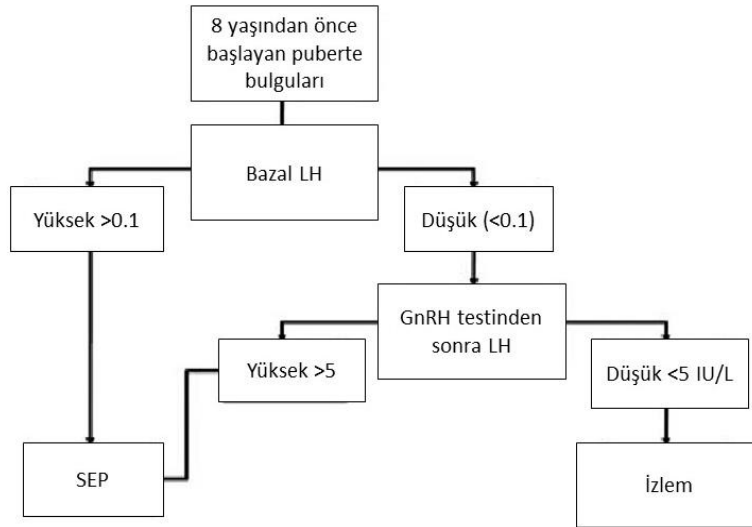 8 yaşından önce
başlayan puberte
bulguları
Bazal LH
Yüksek >0.1
Düşük (<0.1)
GnRH testinden
sonra LH
Yüksek >5
Düşük <5 IU/L
SEP
İzlem